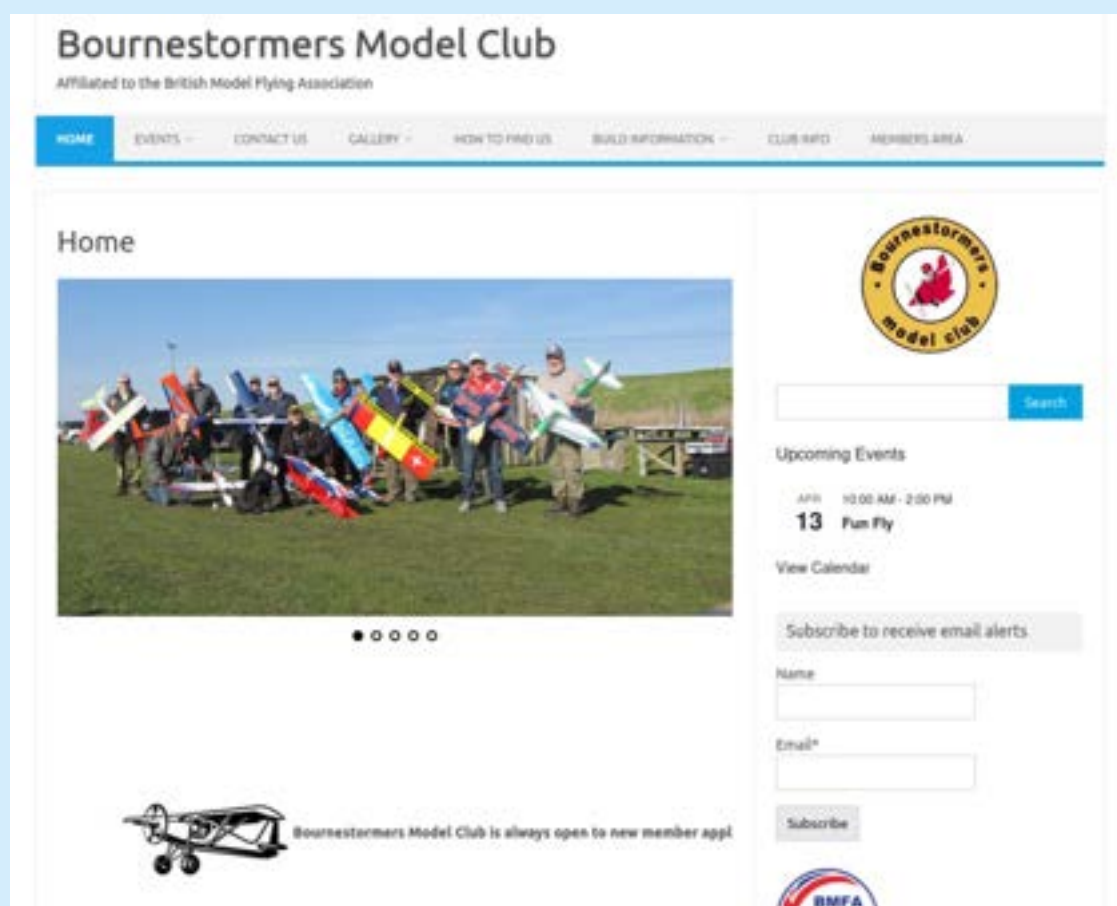 Bournestormers Model Club
Affiliated to the British Model Flying Association
HOME EVENTS CONTACT US GALLERY HOW TO FIND US BUILD INFORMATION CLUB INFO MEMBERS AREA
Home
Bournestormers
model club
Search
Upcoming Events
APR 10:00 AM - 2:00 PM
13 Fun Fly
View Calendar
Subscribe to receive email alerts
Name
Email*
Subscribe
Bournestormers Model Club is always open to new member appl
BMFA